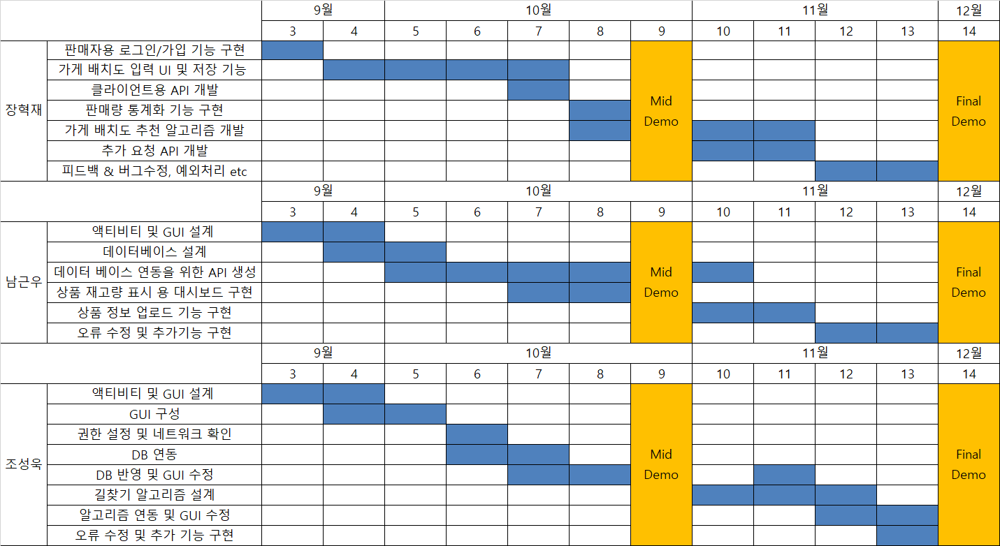 9월 10월 11월 12월
3 4 5 6 7 8 9 10 11 12 13 14
장혁재
판매자용 로그인/가입 기능 구현
가게 배치도 입력 UI 및 저장 기능
클라이언트용 API 개발
판매량 통계화 기능 구현
가게 배치도 추천 알고리즘 개발
추가 요청 API 개발
피드백 & 버그수정, 예외처리 etc
Mid
Demo
Final
Demo
9월 10월 11월 12월
3 4 5 6 7 8 9 10 11 12 13 14
남근우
액티비티 및 GUI 설계
데이터베이스 설계
데이터 베이스 연동을 위한 API 생성
상품 재고량 표시 용 대시보드 구현
상품 정보 업로드 기능 구현
오류 수정 및 추가기능 구현
Mid
Demo
Final
Demo
9월 10월 11월 12월
3 4 5 6 7 8 9 10 11 12 13 14
조성욱
액티비티 및 GUI 설계
GUI 구성
권한 설정 및 네트워크 확인
DB 연동
DB 반영 및 GUI 수정
길찾기 알고리즘 설계
알고리즘 연동 및 GUI 수정
오류 수정 및 추가 기능 구현
Mid
Demo
Final
Demo